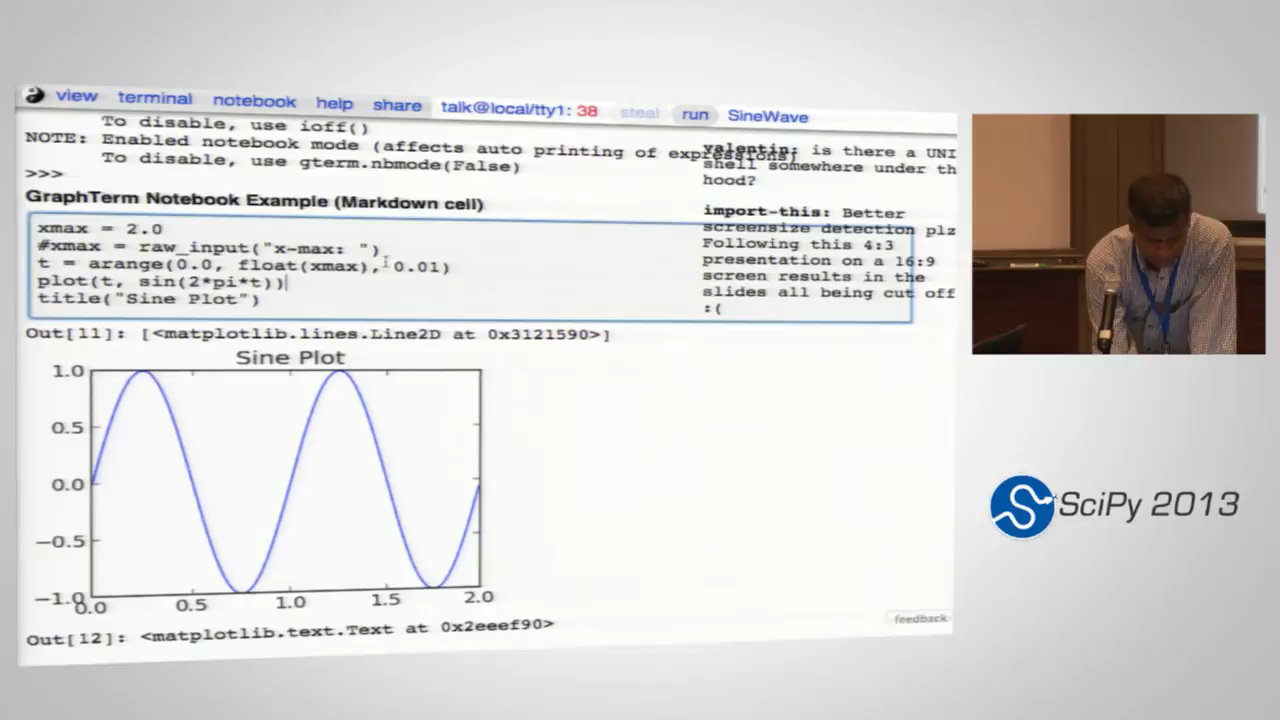 view terminal notebook help share talk@local/tty1: 38 steal run SineWave
To disable, use ioff()
NOTE: Enabled notebook mode (affects auto printing of expressions)
To disable, use gterm.nbmode(False)
>>>
GraphTerm Notebook Example (Markdown cell)
xmax = 2.0
#xmax = raw_input("x-max: ")
t = arange(0.0, float(xmax), 0.01)
plot(t, sin(2*pi*t))
title("Sine Plot")
valentin: is there a UNI
shell somewhere under th
hood?
import-this: Better
screensize detection plz
Following this 4:3
presentation on a 16:9
screen results in the
slides all being cut off
:(
Out[11]: [<matplotlib.lines.Line2D at 0x3121590>]
Sine Plot
1.0
0.5
0.0
−0.5
−1.0
0.0 0.5 1.0 1.5 2.0
Out[12]: <matplotlib.text.Text at 0x2eeef90>
feedback
SciPy 2013